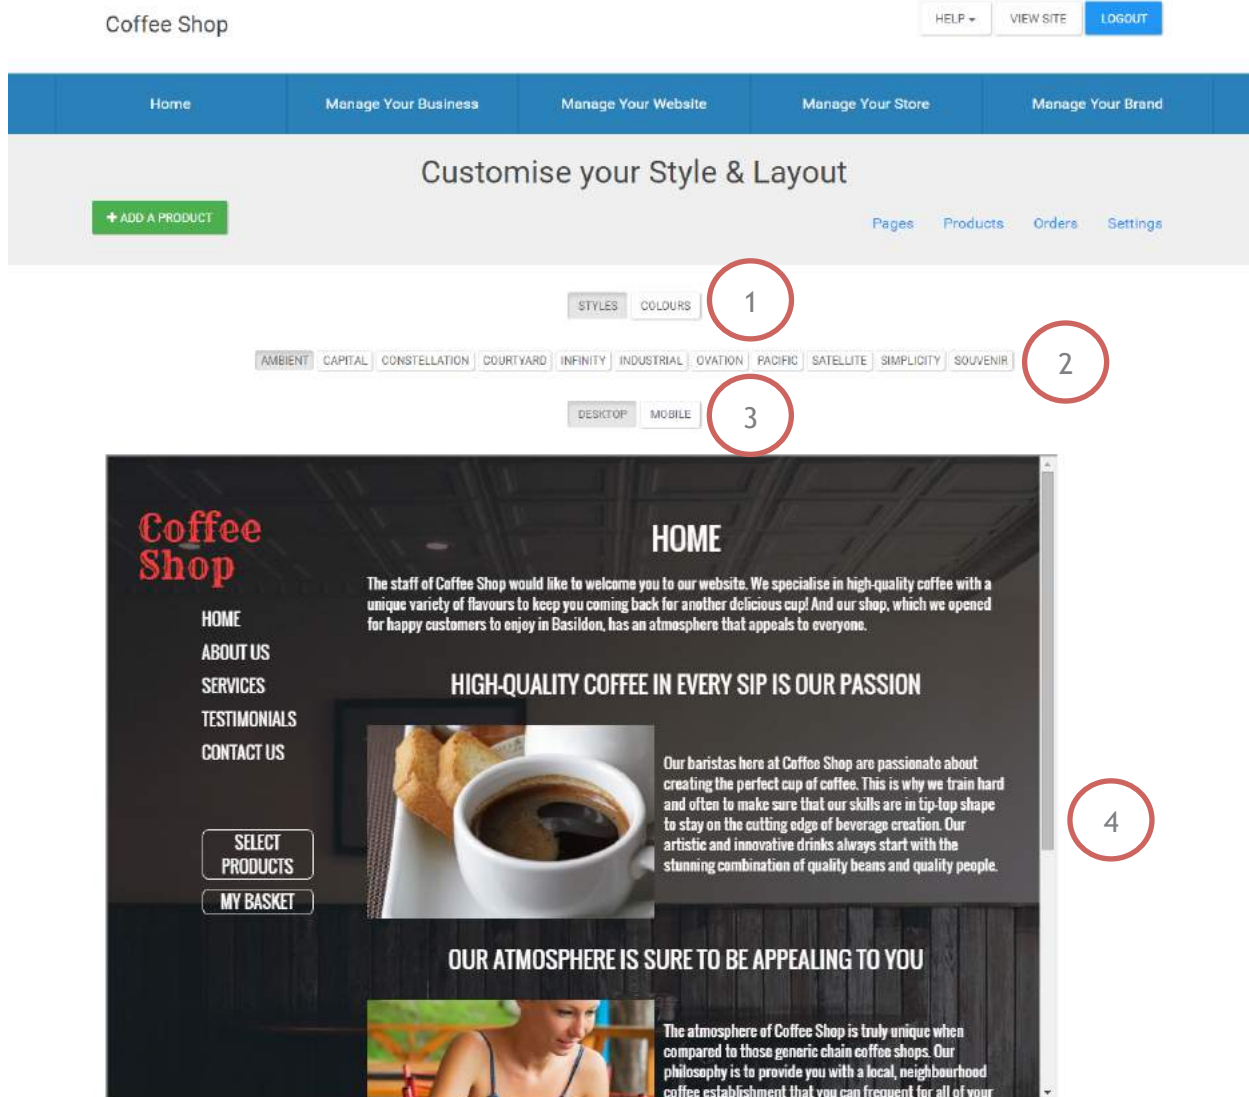 Coffee Shop
HELP VIEW SITE LOGOUT
Home Manage Your Business Manage Your Website Manage Your Store Manage Your Brand
Customise your Style & Layout
+ ADD A PRODUCT
Pages Products Orders Settings
STYLES COLOURS 1
AMBIENT CAPITAL CONSTELLATION COURTYARD INFINITY INDUSTRIAL OVATION PACIFIC SATELLITE SIMPLICITY SOUVENIR 2
DESKTOP MOBILE 3
Coffee
Shop
HOME
ABOUT US
SERVICES
TESTIMONIALS
CONTACT US
SELECT
PRODUCTS
MY BASKET
HOME
The staff of Coffee Shop would like to welcome you to our website. We specialise in high-quality coffee with a
unique variety of flavours to keep you coming back for another delicious cup! And our shop, which we opened
for happy customers to enjoy in Basildon, has an atmosphere that appeals to everyone.
HIGH-QUALITY COFFEE IN EVERY SIP IS OUR PASSION
Our baristas here at Coffee Shop are passionate about
creating the perfect cup of coffee. This is why we train hard
and often to make sure that our skills are in tip-top shape
to stay on the cutting edge of beverage creation. Our
artistic and innovative drinks always start with the
stunning combination of quality beans and quality people.
4
OUR ATMOSPHERE IS SURE TO BE APPEALING TO YOU
The atmosphere of Coffee Shop is truly unique when
compared to those generic chain coffee shops. Our
philosophy is to provide you with a local, neighbourhood
coffee establishment that you can frequent for all of your